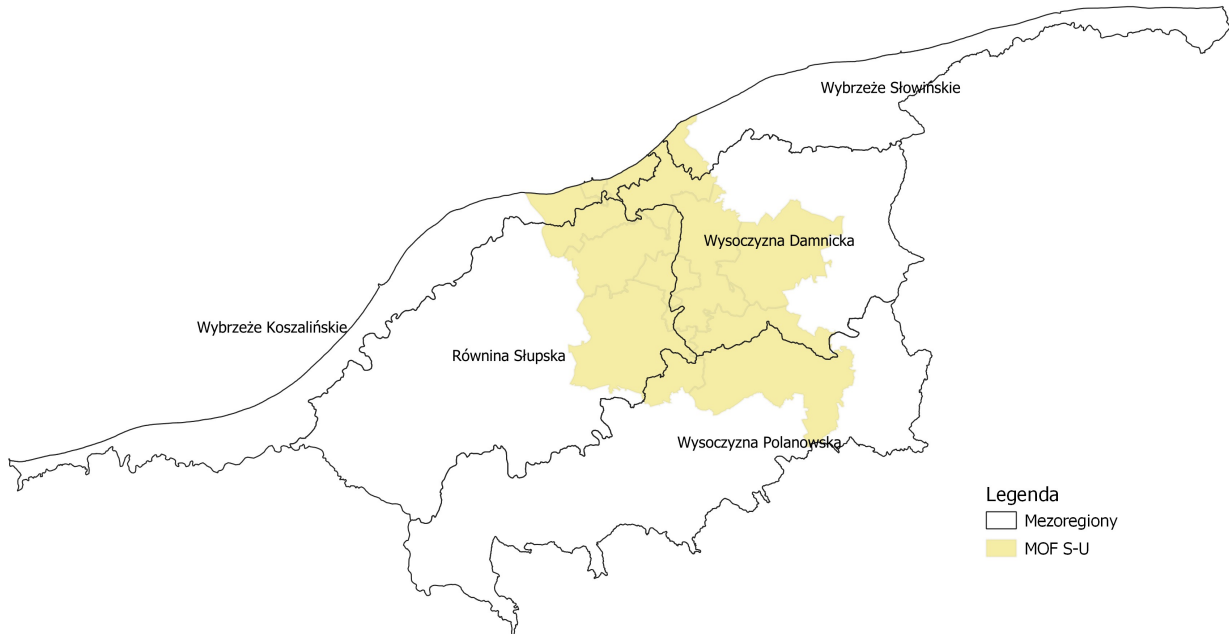 Wybrzeże Słowińskie
Wysoczyzna Damnicka
Wybrzeże Koszalińskie
Równina Słupska
Wysoczyzna Polanowska
Legenda
Mezoregiony
MOF S-U